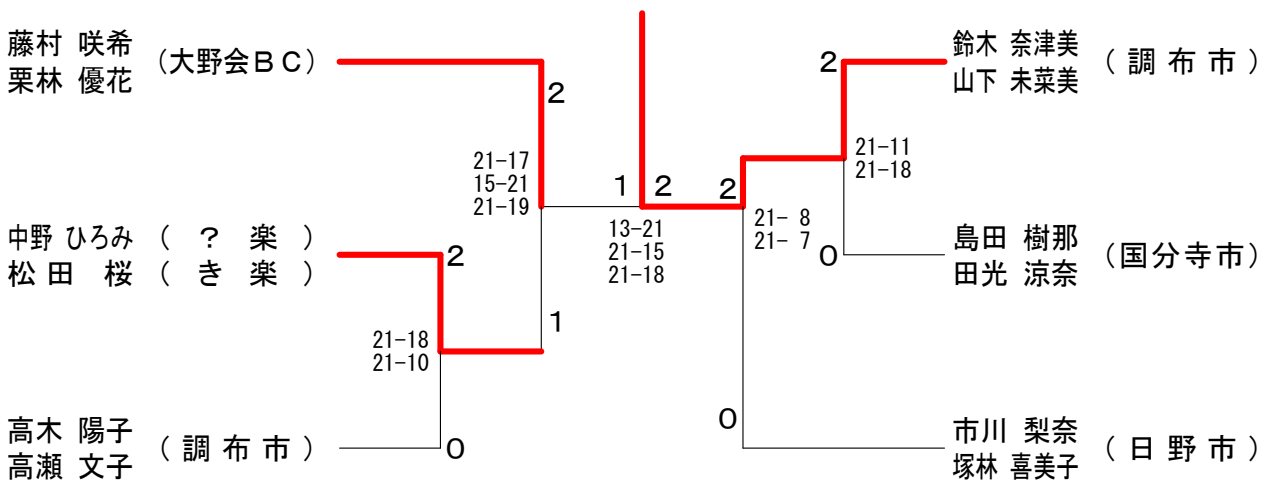 藤村 咲希
栗林 優花
(大野会BC)
2
21-17
15-21
21-19
中野 ひろみ ( ? 楽 )
松田 桜 ( き 楽 )
2
1
21-18
21-10
高木 陽子
高瀬 文子
( 調 布 市 )
0
1
2
13-21
21-15
21-18
2
21- 8
21- 7
2
鈴木 奈津美
山下 未菜美
( 調 布 市 )
21-11
21-18
0
島田 樹那
田光 涼奈
(国分寺市)
0
市川 梨奈
塚林 喜美子
( 日 野 市 )